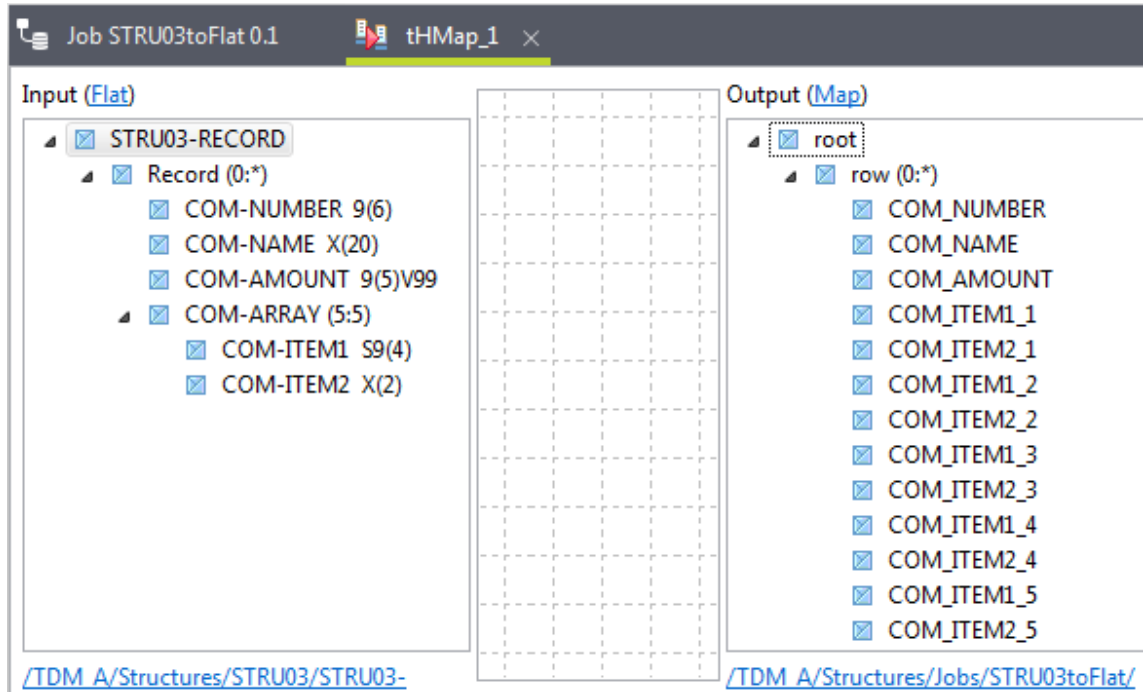 Job STRU03toFlat 0.1
tHMap_1
Input (Flat)
STRU03-RECORD
Record (0:*)
COM-NUMBER 9(6)
COM-NAME X(20)
COM-AMOUNT 9(5)V99
COM-ARRAY (5:5)
COM-ITEM1 S9(4)
COM-ITEM2 X(2)
/TDM_A/Structures/STRU03/STRU03-
Output (Map)
root
row (0:*)
COM_NUMBER
COM_NAME
COM_AMOUNT
COM_ITEM1_1
COM_ITEM2_1
COM_ITEM1_2
COM_ITEM2_2
COM_ITEM1_3
COM_ITEM2_3
COM_ITEM1_4
COM_ITEM2_4
COM_ITEM1_5
COM_ITEM2_5
/TDM_A/Structures/Jobs/STRU03toFlat/